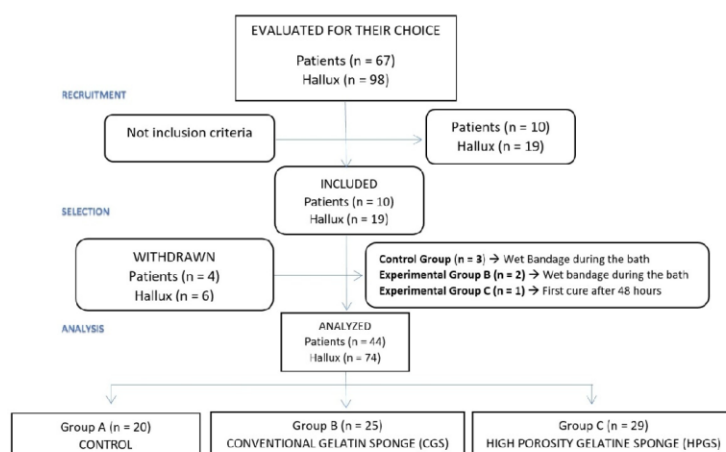 EVALUATED FOR THEIR CHOICE
Patients (n = 67)
Hallux (n = 98)
RECRUITMENT
Not inclusion criteria
Patients (n = 10)
Hallux (n = 19)
INCLUDED
Patients (n = 10)
Hallux (n = 19)
SELECTION
WITHDRAWN
Patients (n = 4)
Hallux (n = 6)
Control Group (n = 3) → Wet Bandage during the bath
Experimental Group B (n = 2) → Wet bandage during the bath
Experimental Group C (n = 1) → First cure after 48 hours
ANALYSIS
ANALYZED
Patients (n = 44)
Hallux (n = 74)
Group A (n = 20)
CONTROL
Group B (n = 25)
CONVENTIONAL GELATIN SPONGE (CGS)
Group C (n = 29)
HIGH POROSITY GELATINE SPONGE (HPGS)